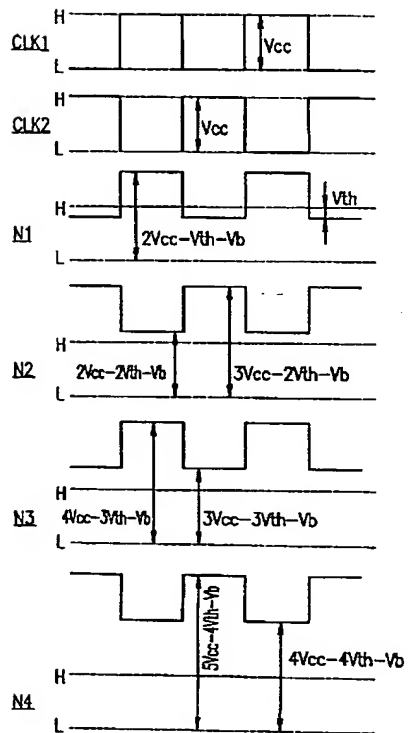 H
CLK1
Vcc
L
H
CLK2
Vcc
L
H
Vth
N1
2Vcc-Vth-Vb
L
H
N2
2Vcc-2Vth-Vb
3Vcc-2Vth-Vb
L
H
N3
4Vcc-3Vth-Vb
3Vcc-3Vth-Vb
L
5Vcc-4Vth-Vb
H
4Vcc-4Vth-Vb
N4
L